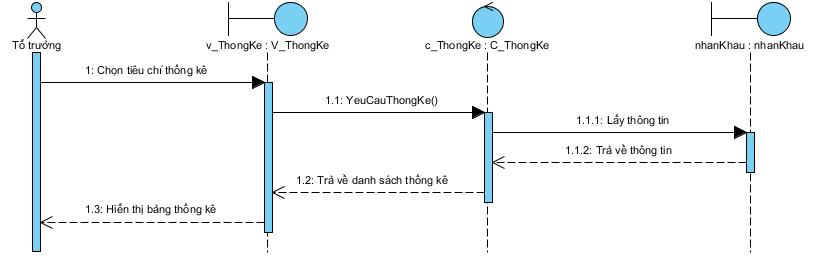 Tổ trưởng
v_ThongKe : V_ThongKe
c_ThongKe : C_ThongKe
nhanKhau : nhanKhau
1: Chọn tiêu chí thống kê
1.1: YeuCauThongKe()
1.1.1: Lấy thông tin
1.1.2: Trả về thông tin
1.2: Trả về danh sách thống kê
1.3: Hiển thị bảng thống kê